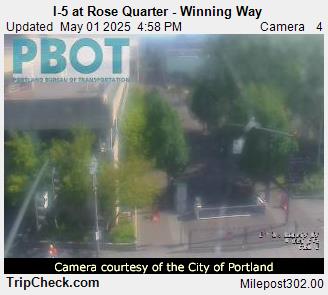 I-5 at Rose Quarter - Winning Way
Updated May 01 2025 4:58 PM Camera 4
PBOT
PORTLAND BUREAU OF TRANSPORTATION
Camera courtesy of the City of Portland
TripCheck.com Milepost302.00